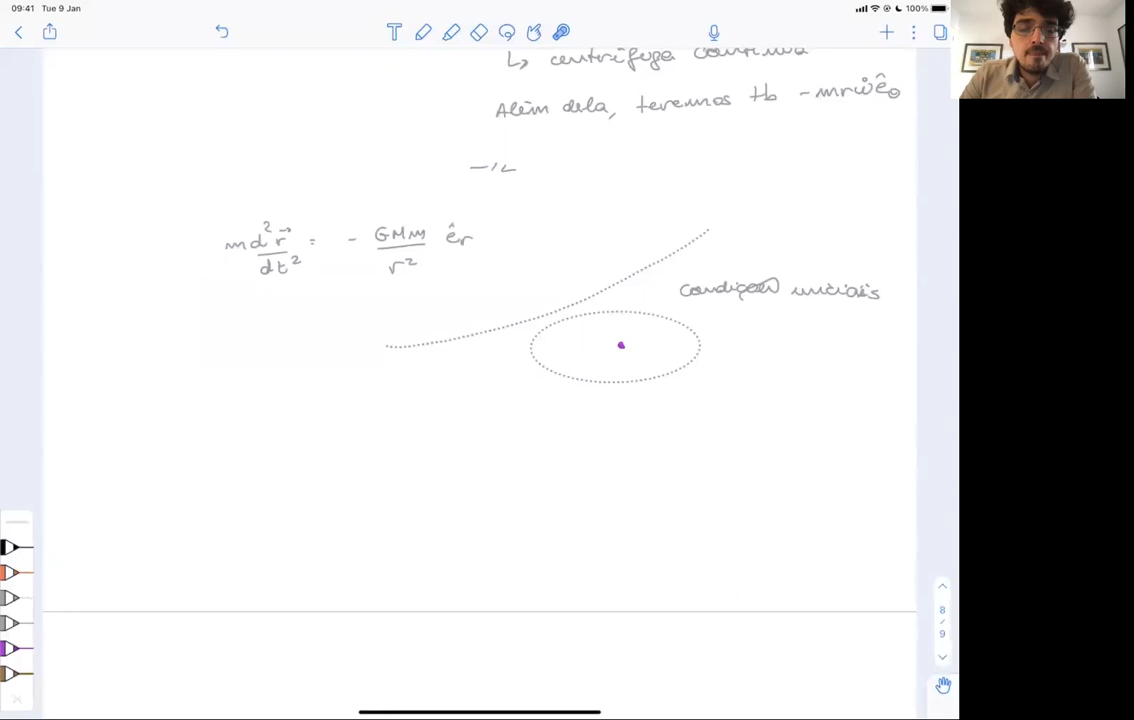 09:41 Tue 9 Jan
100%
↳ centrífuga continua
Além dela, teremos tb - mrω̇ê_θ
m d²r⃗/dt² = - GMm/r² ê_r
condições iniciais
8
/
9